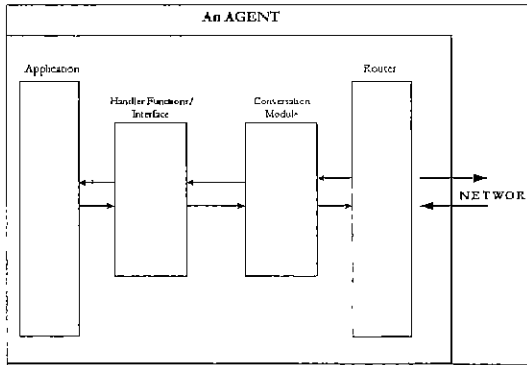 An AGENT
Application
Handler Functions/
Interface
Conversation
Module
Router
NETWOR